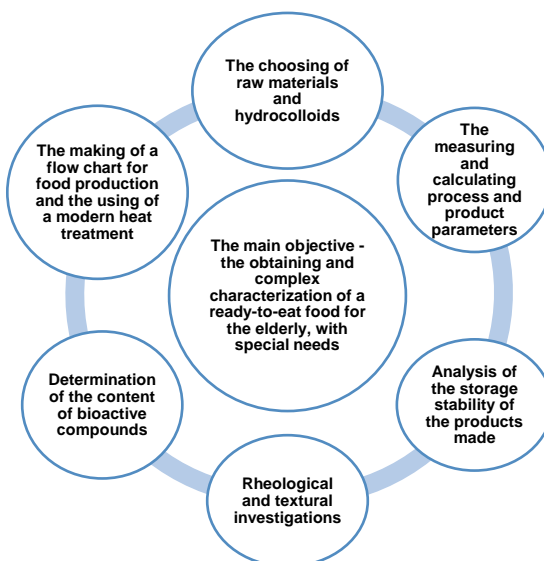 The choosing of
raw materials
and
hydrocolloids
The
measuring
and
calculating
process and
product
parameters
Analysis of
the storage
stability of
the products
made
Rheological
and textural
investigations
Determination
of the content
of bioactive
compounds
The making of a
flow chart for
food production
and the using of
a modern heat
treatment
The main objective -
the obtaining and
complex
characterization of a
ready-to-eat food for
the elderly, with
special needs